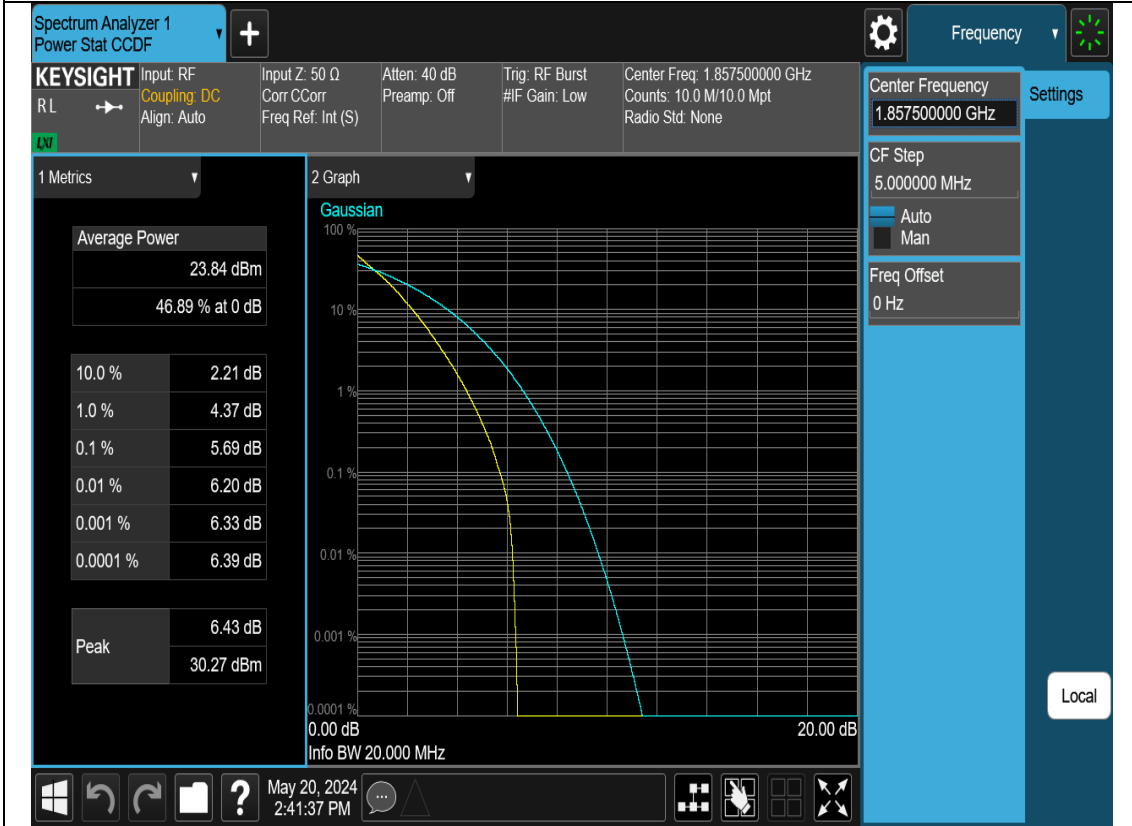 Spectrum Analyzer 1
Power Stat CCDF
Frequency
KEYSIGHT
RL
LXI
Input: RF
Coupling: DC
Align: Auto
Input Z: 50 Ω
Corr CCorr
Freq Ref: Int (S)
Atten: 40 dB
Preamp: Off
Trig: RF Burst
#IF Gain: Low
Center Freq: 1.857500000 GHz
Counts: 10.0 M/10.0 Mpt
Radio Std: None
Center Frequency
1.857500000 GHz
Settings
CF Step
5.000000 MHz
Auto
Man
Freq Offset
0 Hz
Local
1 Metrics
Average Power
23.84 dBm
46.89 % at 0 dB
10.0 % 2.21 dB
1.0 % 4.37 dB
0.1 % 5.69 dB
0.01 % 6.20 dB
0.001 % 6.33 dB
0.0001 % 6.39 dB
Peak
6.43 dB
30.27 dBm
2 Graph
Gaussian
100 %
10 %
1 %
0.1 %
0.01 %
0.001 %
0.0001 %
0.00 dB 20.00 dB
Info BW 20.000 MHz
?
May 20, 2024
2:41:37 PM